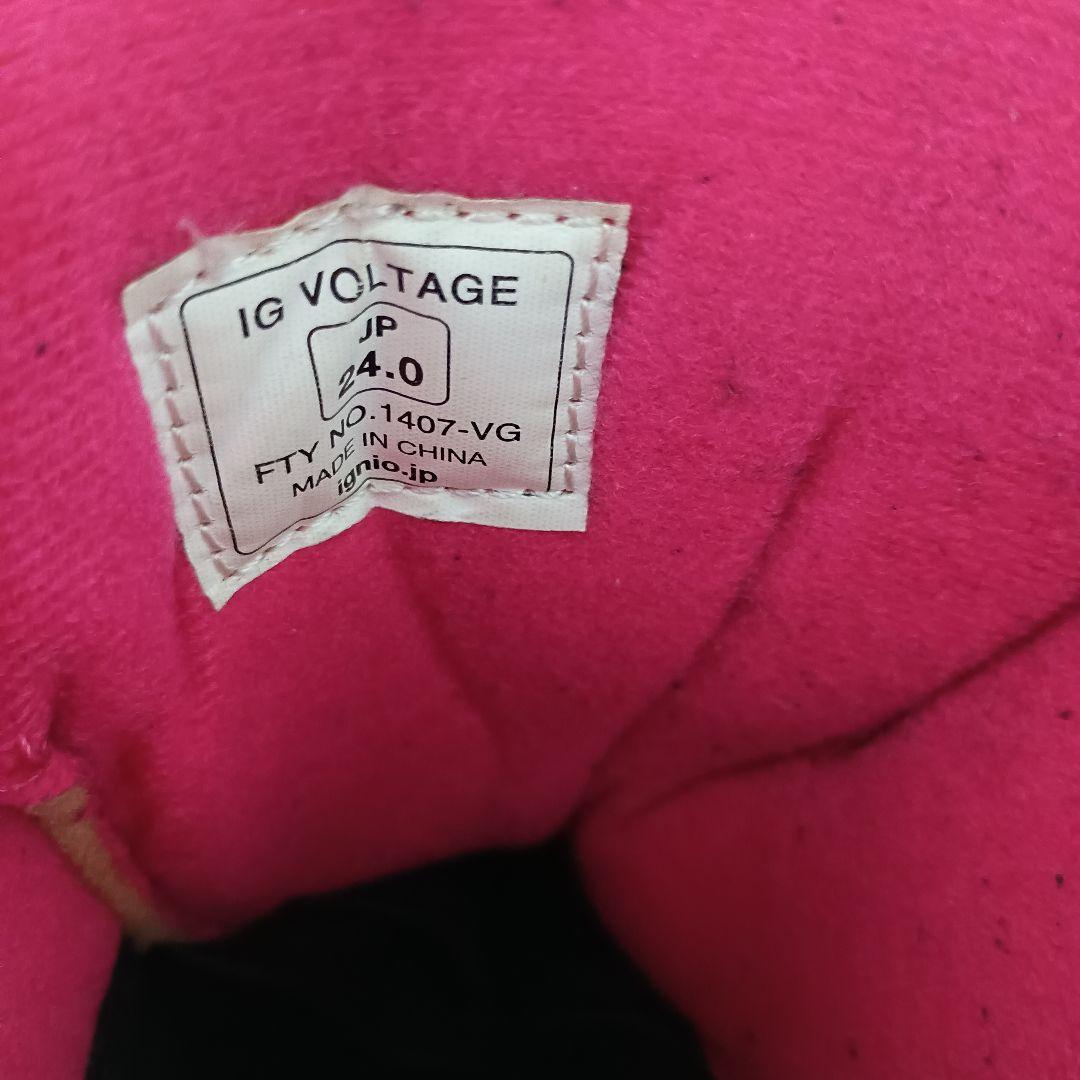 IG VOLTAGE
JP
24.0
FTY NO.1407-VG
MADE IN CHINA
ignio.jp